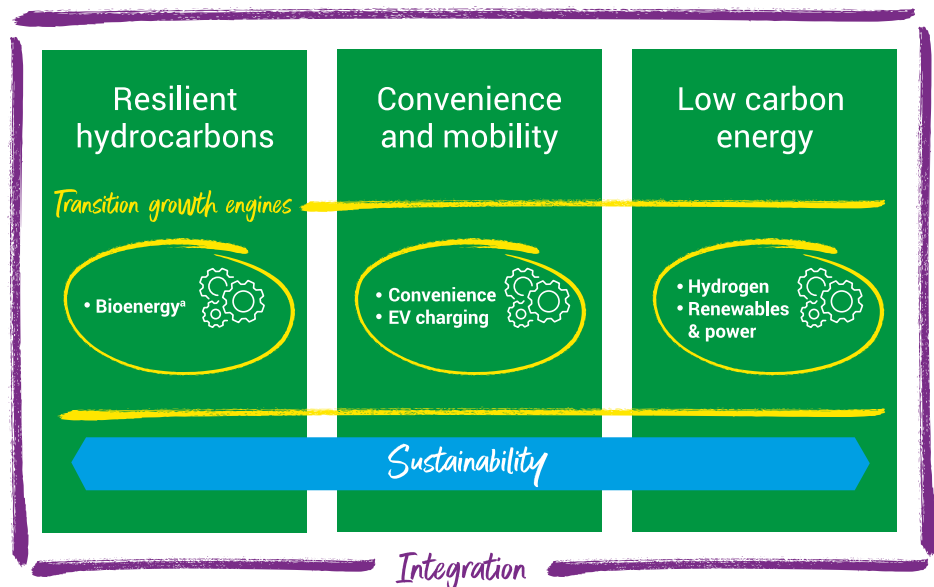 Resilient
hydrocarbons
Convenience
and mobility
Low carbon
energy
Transition growth engines
• Bioenergyᵃ
• Convenience
• EV charging
• Hydrogen
• Renewables
& power
Sustainability
Integration